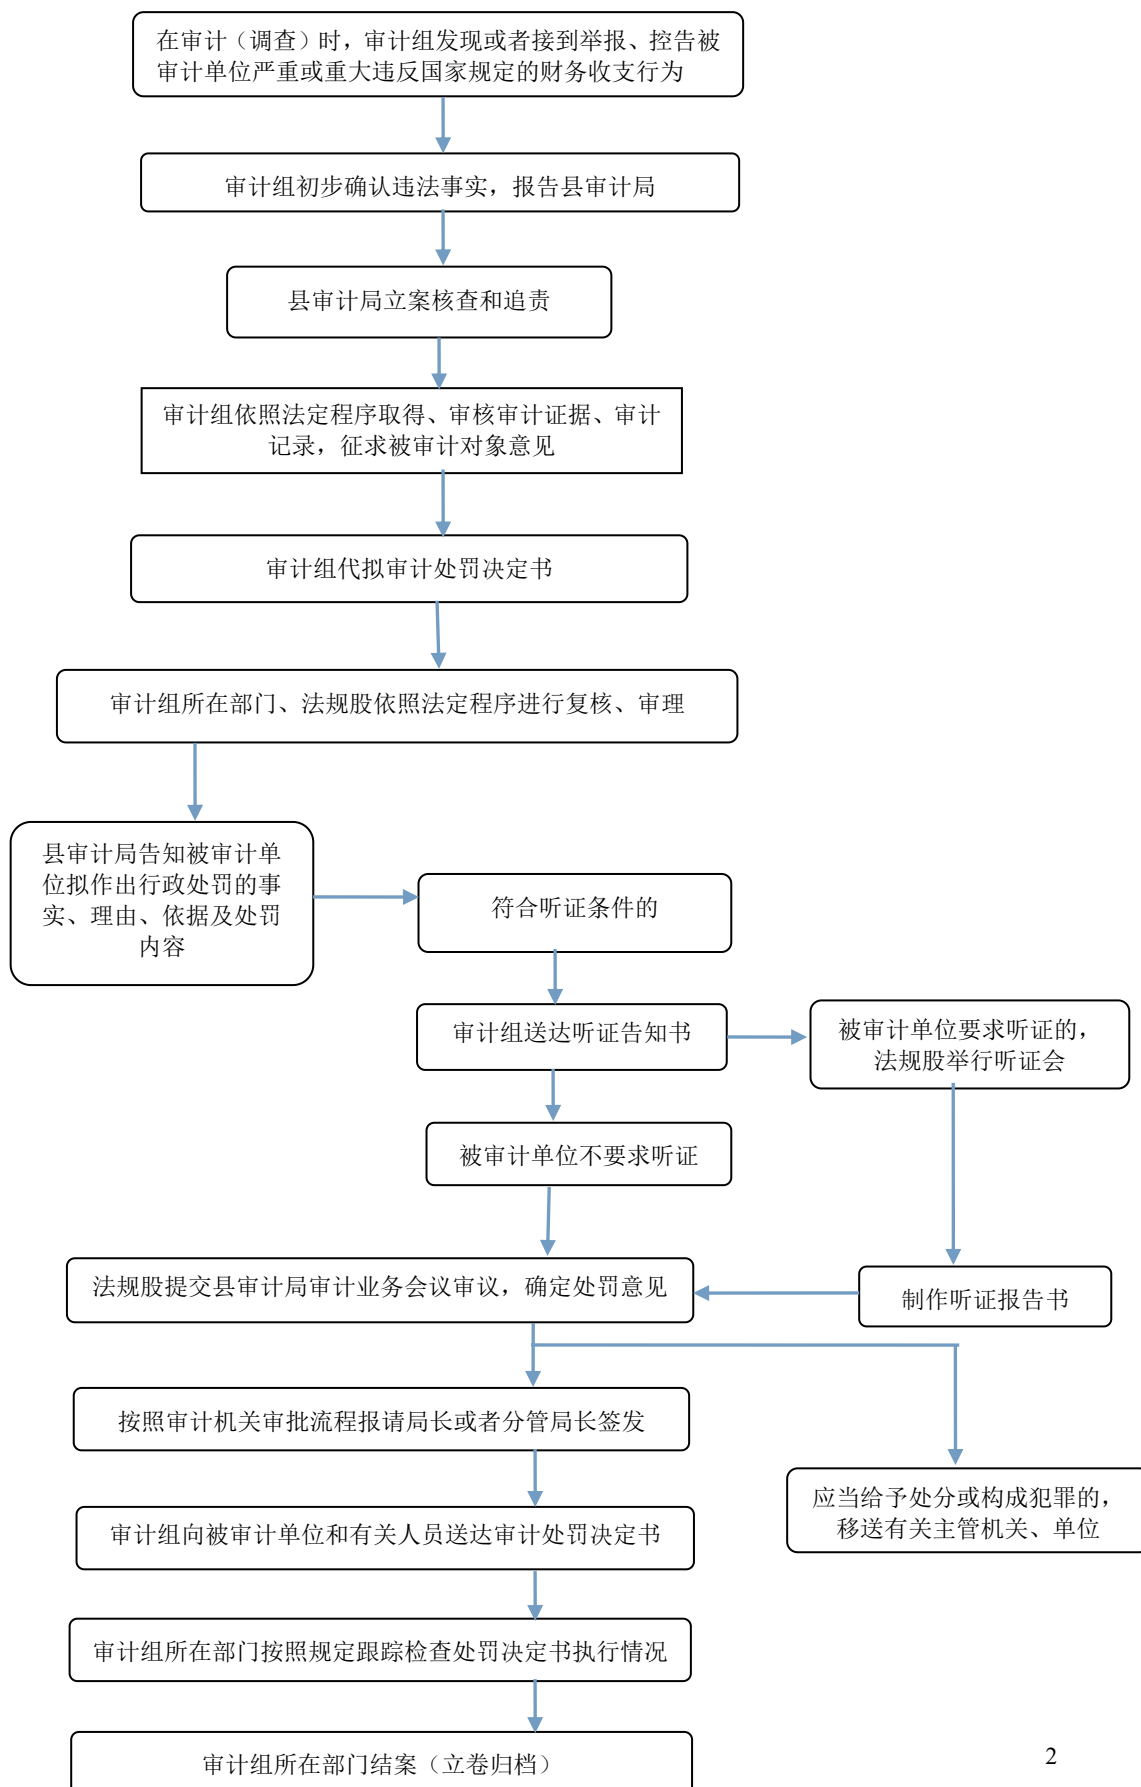 在审计（调查）时，审计组发现或者接到举报、控告被
审计单位严重或重大违反国家规定的财务收支行为
审计组初步确认违法事实，报告县审计局
县审计局立案核查和追责
审计组依照法定程序取得、审核审计证据、审计
记录，征求被审计对象意见
审计组代拟审计处罚决定书
审计组所在部门、法规股依照法定程序进行复核、审理
县审计局告知被审计单
位拟作出行政处罚的事
实、理由、依据及处罚
内容
符合听证条件的
审计组送达听证告知书
被审计单位要求听证的，
法规股举行听证会
被审计单位不要求听证
法规股提交县审计局审计业务会议审议，确定处罚意见
制作听证报告书
按照审计机关审批流程报请局长或者分管局长签发
应当给予处分或构成犯罪的，
移送有关主管机关、单位
审计组向被审计单位和有关人员送达审计处罚决定书
审计组所在部门按照规定跟踪检查处罚决定书执行情况
审计组所在部门结案（立卷归档）
2